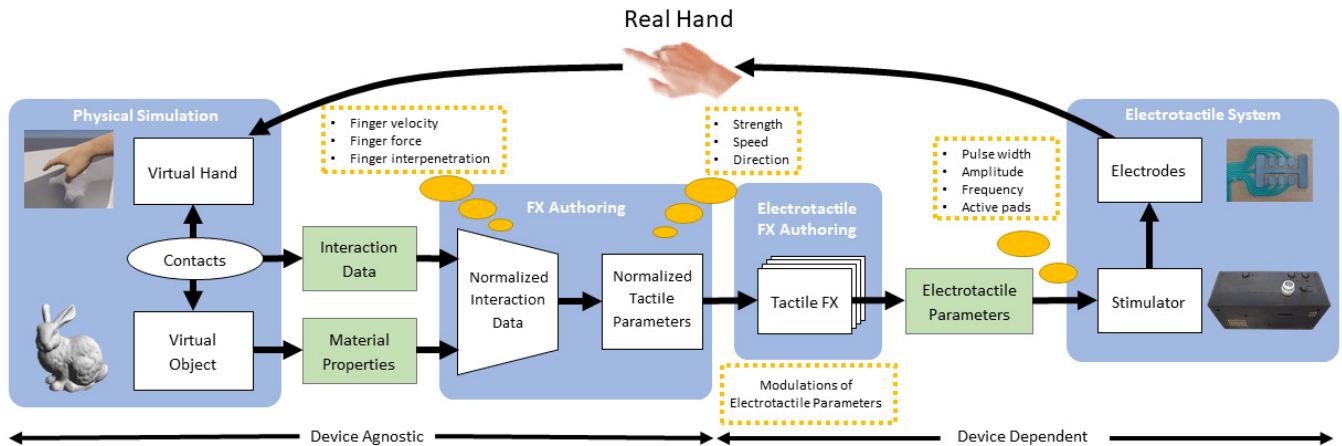 Real Hand
Physical Simulation
Virtual Hand
Contacts
Virtual
Object
Interaction
Data
Material
Properties
• Finger velocity
• Finger force
• Finger interpenetration
FX Authoring
Normalized
Interaction
Data
Normalized
Tactile
Parameters
• Strength
• Speed
• Direction
Electrotactile
FX Authoring
Tactile FX
Modulations of
Electrotactile Parameters
Electrotactile
Parameters
• Pulse width
• Amplitude
• Frequency
• Active pads
Electrotactile System
Electrodes
Stimulator
Device Agnostic
Device Dependent